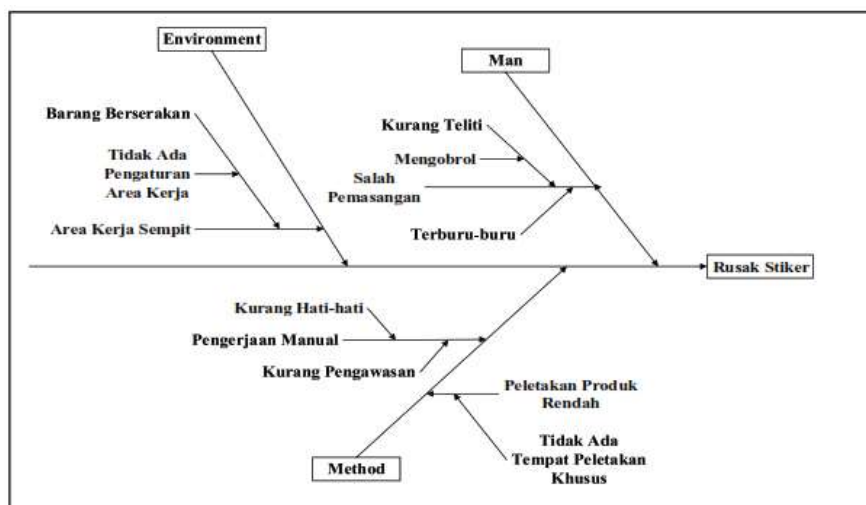 Environment
Man
Barang Berserakan
Tidak Ada
Pengaturan
Area Kerja
Area Kerja Sempit
Kurang Teliti
Mengobrol
Salah
Pemasangan
Terburu-buru
Rusak Stiker
Kurang Hati-hati
Pengerjaan Manual
Kurang Pengawasan
Peletakan Produk
Rendah
Tidak Ada
Tempat Peletakan
Khusus
Method